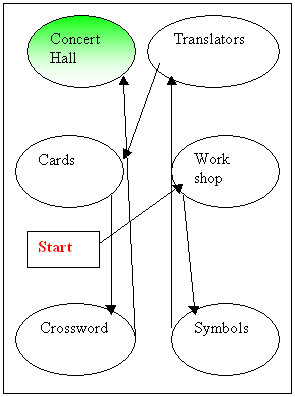 Concert
Hall
Translators
Cards
Work
shop
Start
Crossword
Symbols